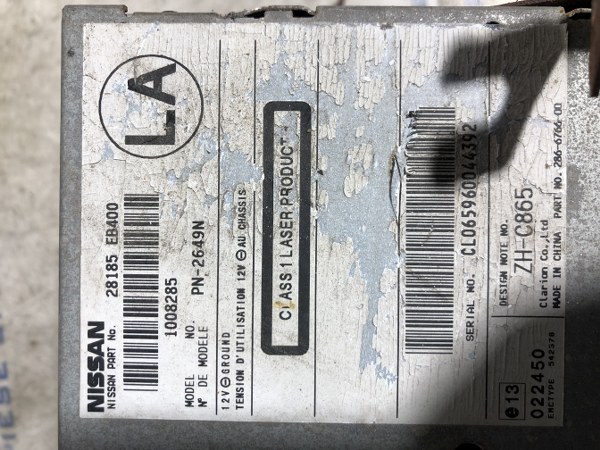 NISSAN
NISSAN PART No.
28185 EB400
LA
1008285
MODEL NO. PN-2649N
N° DE MODÈLE
12V ⊖ GROUND
TENSION D'UTILISATION 12V ⊖ AU CHASSIS
CLASS 1 LASER PRODUCT
SERIAL NO. CL065960044392
DESIGN NOTE NO.
ZH-C865
Clarion Co.,Ltd
MADE IN CHINA PART NO. 286-6766-00
e13
022450